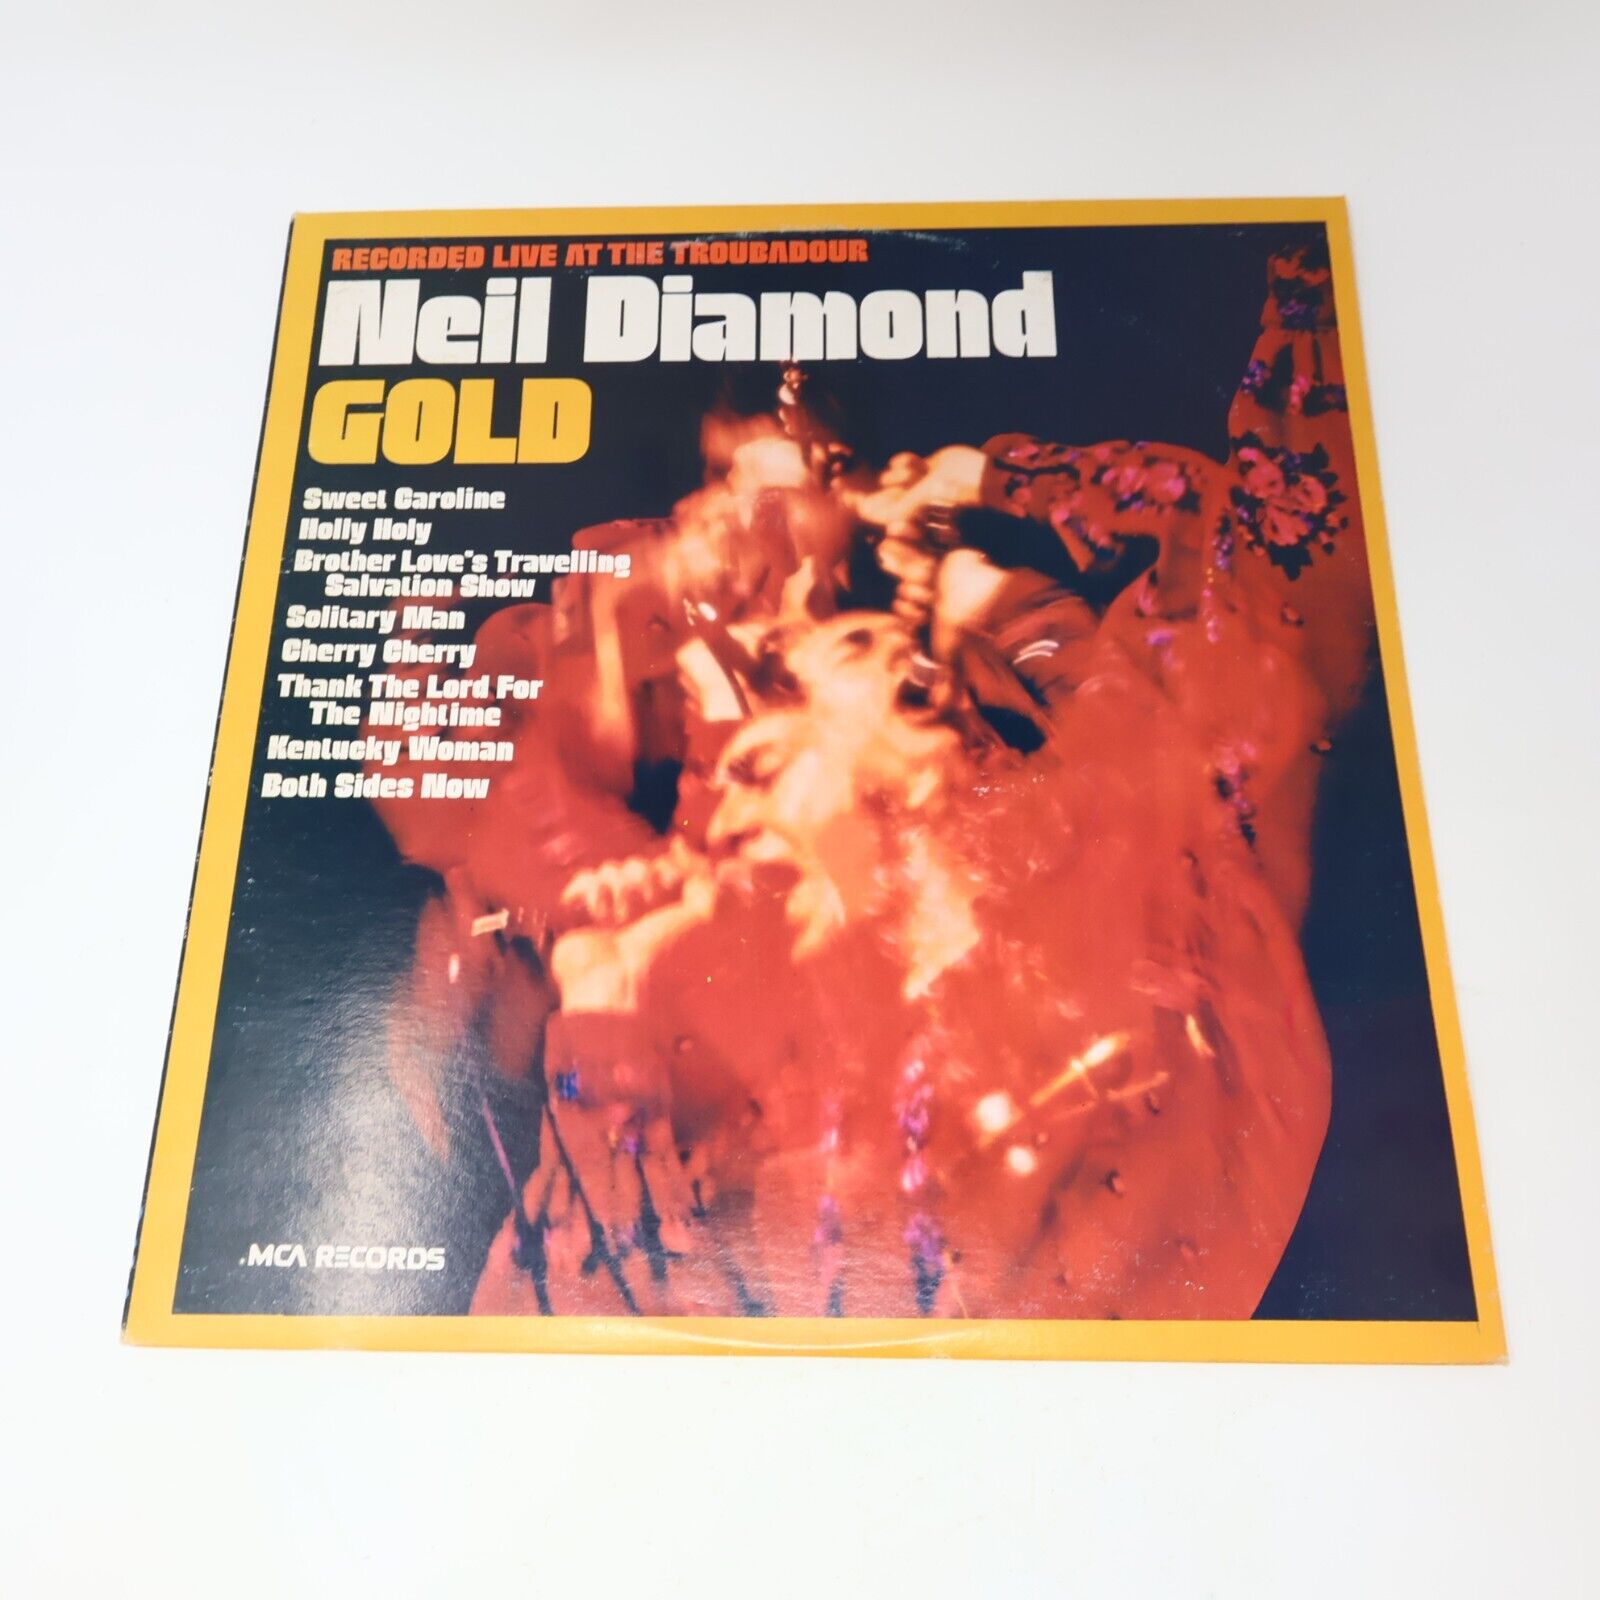 RECORDED LIVE AT THE TROUBADOUR
Neil Diamond
GOLD
Sweet Caroline
Holly Holy
Brother Love's Travelling
Salvation Show
Solitary Man
Cherry Cherry
Thank The Lord For
The Nightime
Kentucky Woman
Both Sides Now
MCA RECORDS